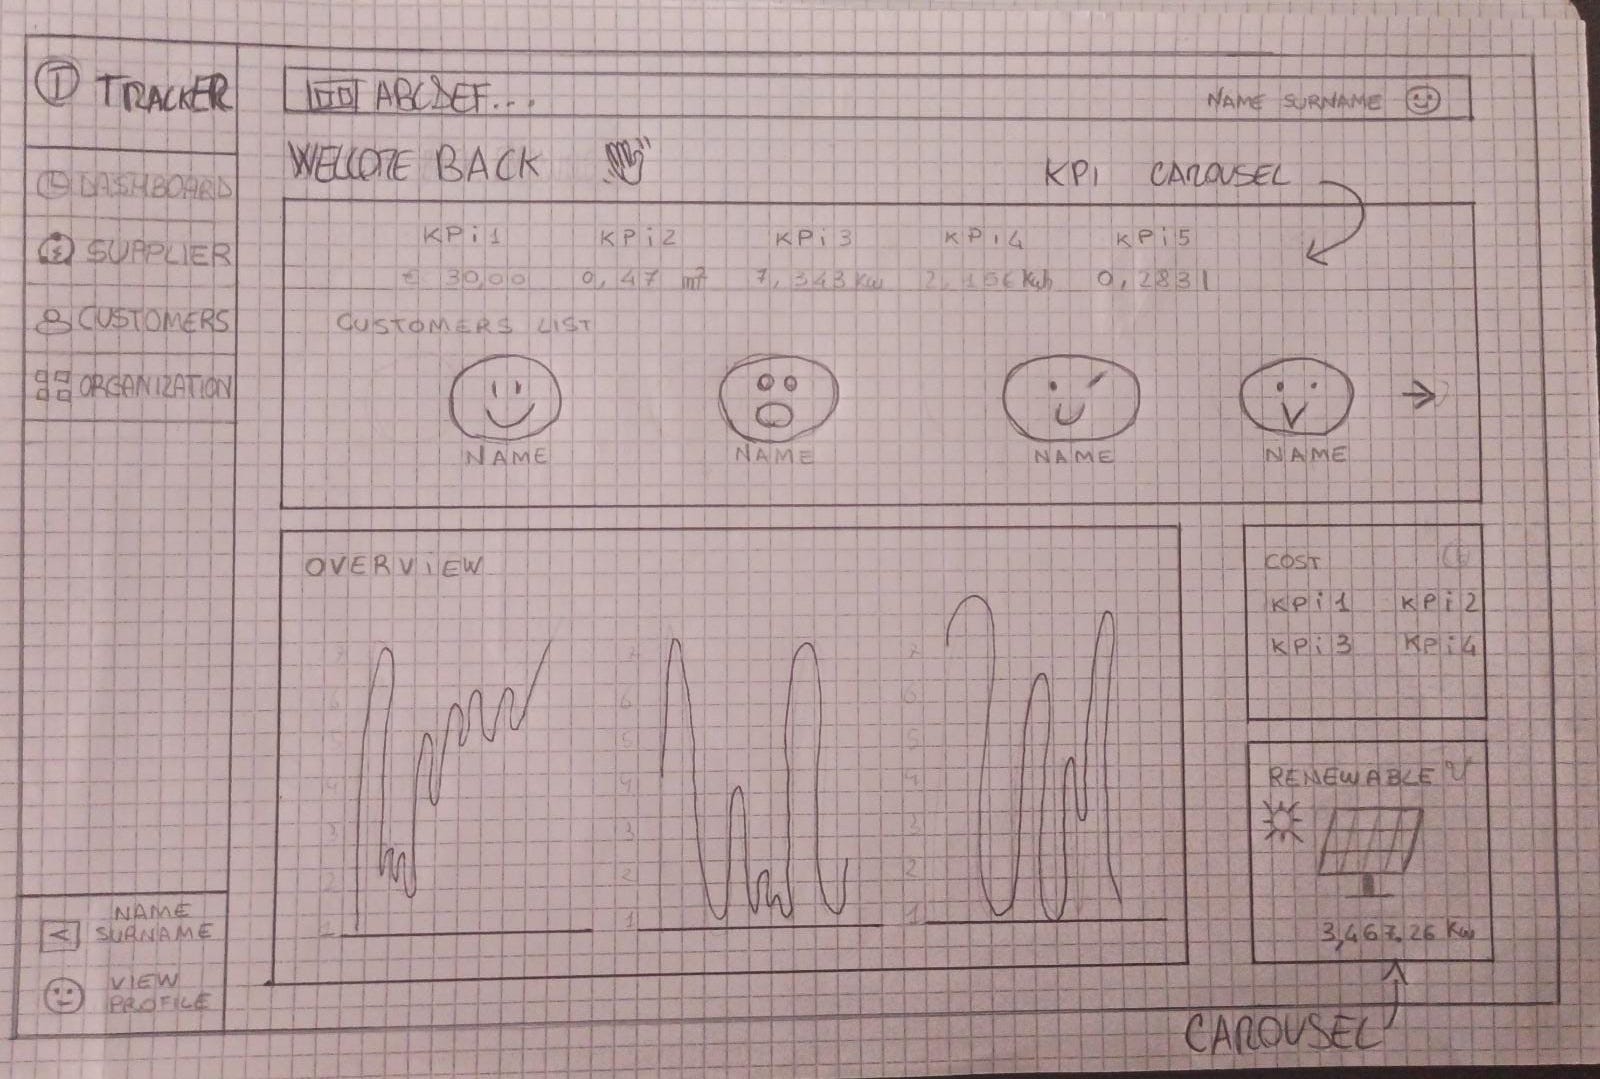 T TRACKER
ABCDEF...
NAME SURNAME
WELCOME BACK
KPI CAROUSEL
DASHBOARD
SUPPLIER
CUSTOMERS
ORGANIZATION
KPi1 KPi2 KPi3 KPi4 KPi5
€ 30,00 0,47 m² 7,343 Kw 2,156 Kwh 0,2831
CUSTOMERS LIST
NAME NAME NAME NAME
OVERVIEW
7 7 7
6 6 6
5 5 5
4 4 4
3 3 3
2 2 2
1 1 1
COST
KPi1 KPi2
KPi3 KPi4
RENEWABLE
3,467.26 Kw
CAROUSEL
NAME
< SURNAME
VIEW
PROFILE